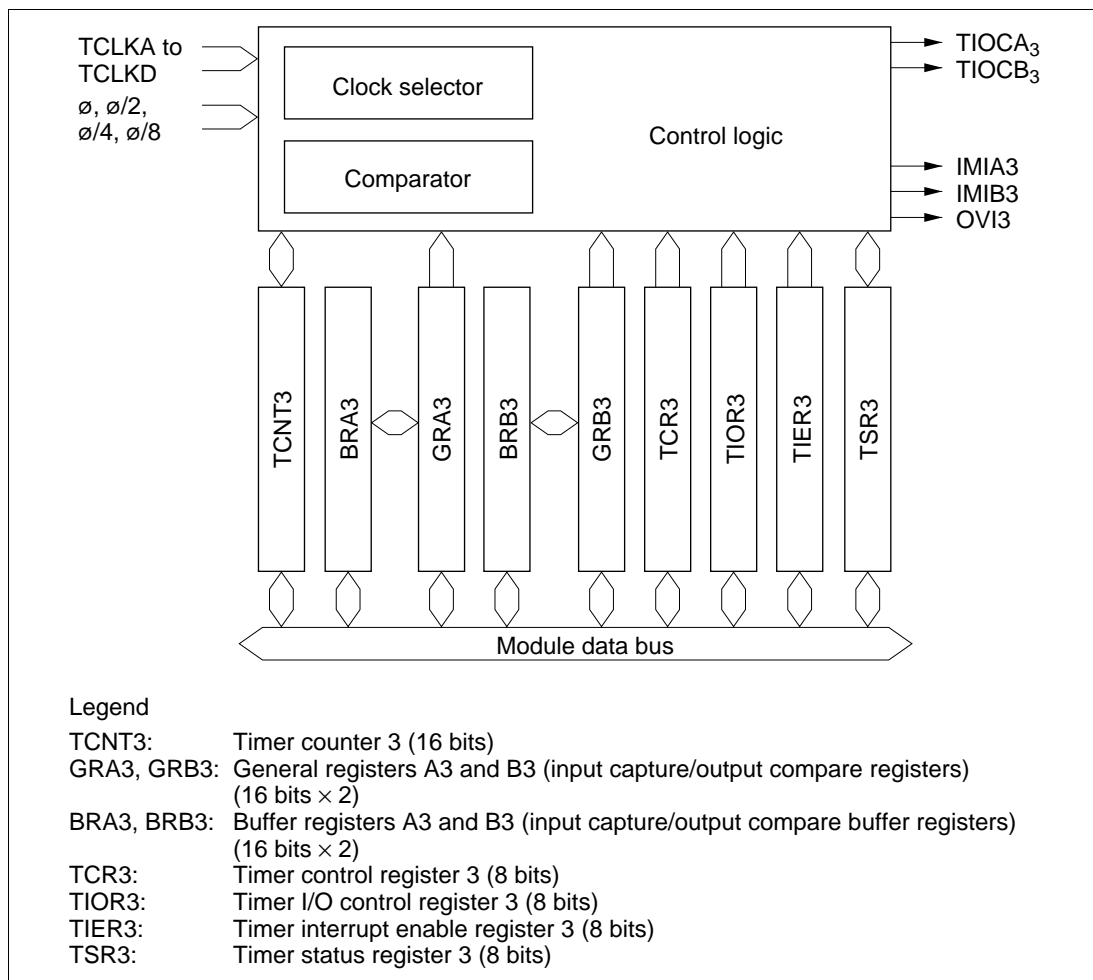 TCLKA to
TCLKD
ø, ø/2,
ø/4, ø/8
Clock selector
Comparator
Control logic
TIOCA3
TIOCB3
IMIA3
IMIB3
OVI3
TCNT3
BRA3
GRA3
BRB3
GRB3
TCR3
TIOR3
TIER3
TSR3
Module data bus
Legend
TCNT3: Timer counter 3 (16 bits)
GRA3, GRB3: General registers A3 and B3 (input capture/output compare registers)
(16 bits × 2)
BRA3, BRB3: Buffer registers A3 and B3 (input capture/output compare buffer registers)
(16 bits × 2)
TCR3: Timer control register 3 (8 bits)
TIOR3: Timer I/O control register 3 (8 bits)
TIER3: Timer interrupt enable register 3 (8 bits)
TSR3: Timer status register 3 (8 bits)